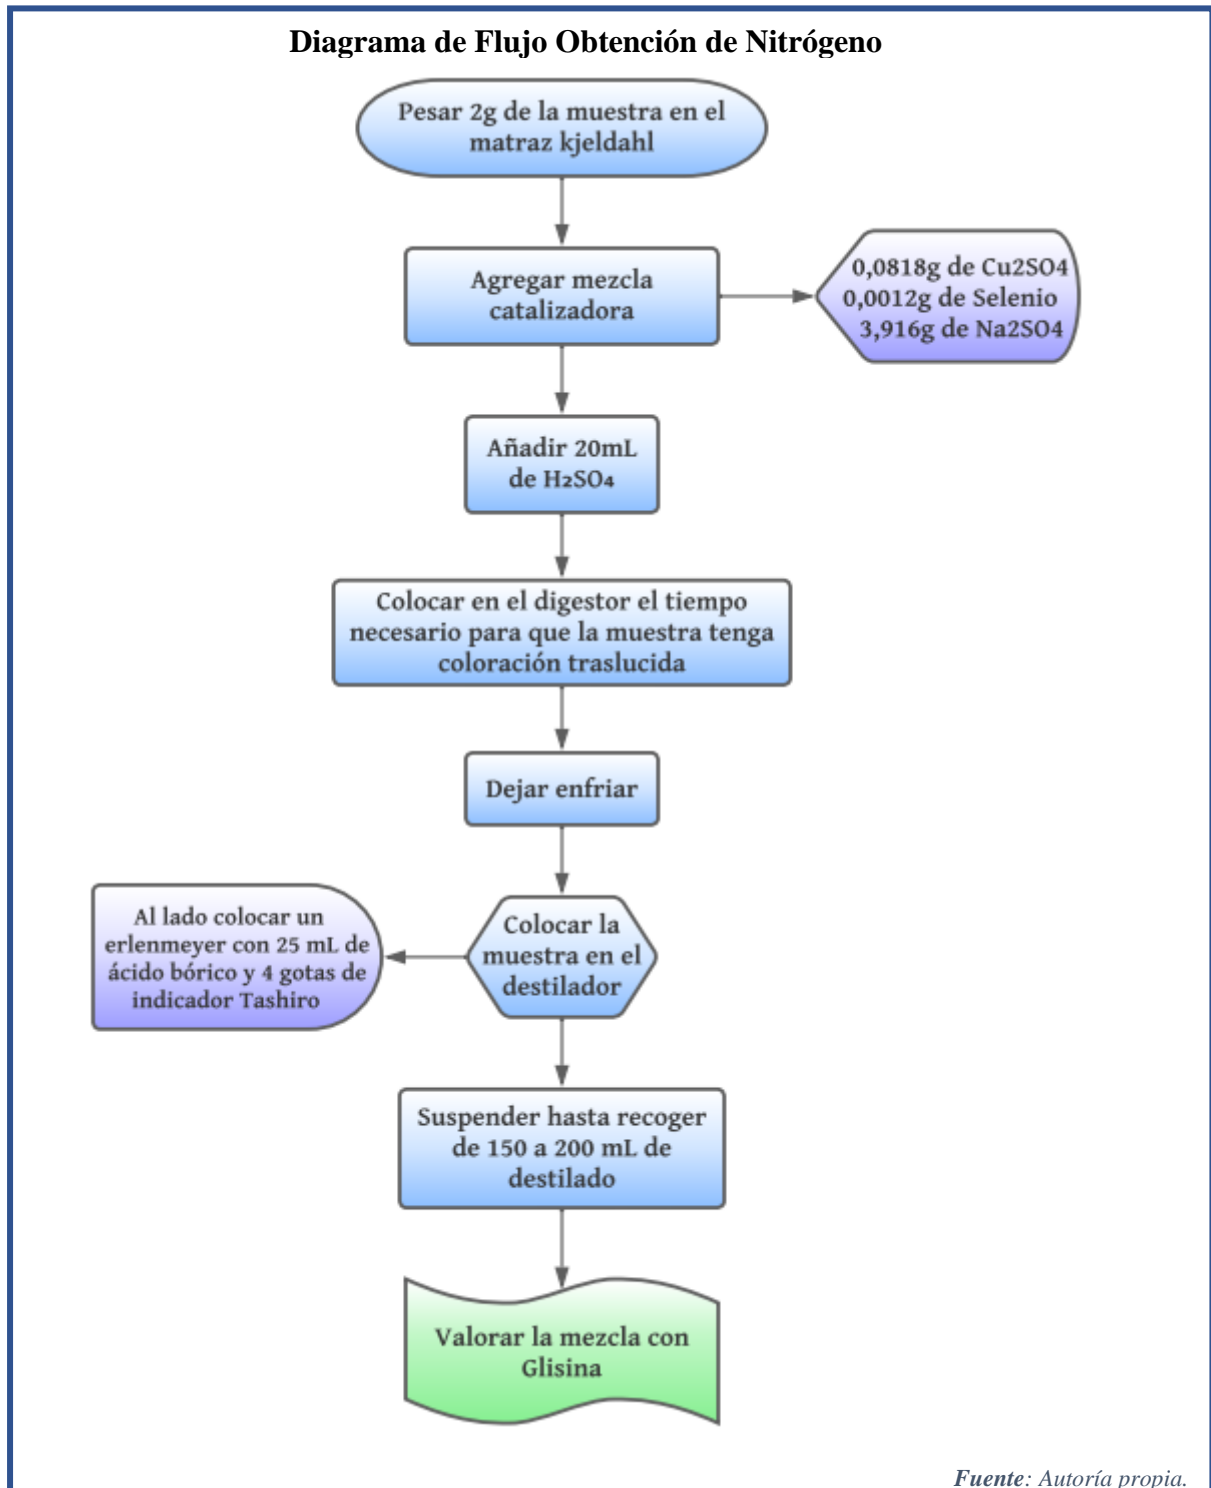 Diagrama de Flujo Obtención de Nitrógeno
Pesar 2g de la muestra en el
matraz kjeldahl
Agregar mezcla
catalizadora
0,0818g de Cu2SO4
0,0012g de Selenio
3,916g de Na2SO4
Añadir 20mL
de H₂SO₄
Colocar en el digestor el tiempo
necesario para que la muestra tenga
coloración traslucida
Dejar enfriar
Al lado colocar un
erlenmeyer con 25 mL de
ácido bórico y 4 gotas de
indicador Tashiro
Colocar la
muestra en el
destilador
Suspender hasta recoger
de 150 a 200 mL de
destilado
Valorar la mezcla con
Glisina
Fuente: Autoría propia.